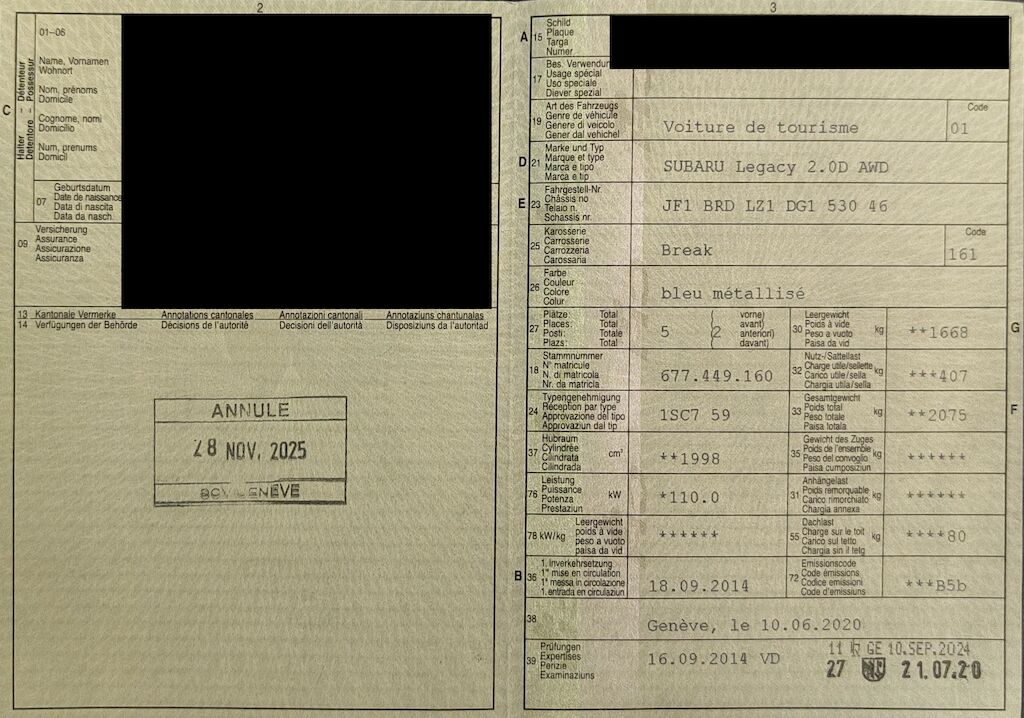 2
01–06
C
Halter – Détenteur
Detentore – Possessur
Name, Vornamen
Wohnort
Nom, prénoms
Domicile
Cognome, nomi
Domicilio
Num, prenums
Domicil
07
Geburtsdatum
Date de naissance
Data di nascita
Data da nasch.
09
Versicherung
Assurance
Assicurazione
Assicuranza
13 Kantonale Vermerke Annotations cantonales Annotazioni cantonali Annotaziuns chantunalas
14 Verfügungen der Behörde Décisions de l'autorité Decisioni dell'autorità Disposiziuns da l'autoritad
ANNULE
28 NOV. 2025
GENÈVE
3
A 15
Schild
Plaque
Targa
Numer
17
Bes. Verwendun
Usage spécial
Uso speciale
Diever spezial
19
Art des Fahrzeugs
Genre de véhicule
Genere di veicolo
Gener dal vehichel
Voiture de tourisme
Code
01
D 21
Marke und Typ
Marque et type
Marca e tipo
Marca e tip
SUBARU Legacy 2.0D AWD
E 23
Fahrgestell-Nr.
Châssis no
Telaio n.
Schassis nr.
JF1 BRD LZ1 DG1 530 46
25
Karosserie
Carrosserie
Carrozzeria
Carossaria
Break
Code
161
26
Farbe
Couleur
Colore
Colur
bleu métallisé
27
Plätze: Total ( vorne)
Places: Total ( avant)
Posti: Totale ( anteriori)
Plazs: Total ( davant)
5 2
30
Leergewicht
Poids à vide
Peso a vuoto
Paisa da vid
kg
**1668
G
18
Stammnummer
N° matricule
N. di matricola
Nr. da matricla
677.449.160
32
Nutz-/Sattellast
Charge utile/sellette
Carico utile/sella
Chargia utila/sella
kg
***407
24
Typengenehmigung
Réception par type
Approvazione del tipo
Approvaziun dal tip
1SC7 59
33
Gesamtgewicht
Poids total
Peso totale
Paisa totala
kg
**2075
F
37
Hubraum
Cylindrée
Cilindrata
Cilindrada
cm³
**1998
35
Gewicht des Zuges
Poids de l'ensemble
Peso del convoglio
Paisa cumposiziun
kg
******
76
Leistung
Puissance
Potenza
Prestaziun
kW
*110.0
31
Anhängelast
Poids remorquable
Carico rimorchiato
Chargia annexa
kg
******
78 kW/kg
Leergewicht
poids à vide
peso a vuoto
paisa da vid
******
55
Dachlast
Charge sur le toit
Carico sul tetto
Chargia sin il tetg
kg
****80
B 36
1. Inverkehrsetzung
1re mise en circulation
1a messa in circolazione
1. entrada en circulaziun
18.09.2014
72
Emissionscode
Code émissions
Codice emissioni
Code d'emissiuns
***B5b
38
Genève, le 10.06.2020
39
Prüfungen
Expertises
Perizie
Examinaziuns
16.09.2014 VD
11 GE 10.SEP.2024
27 21.07.20